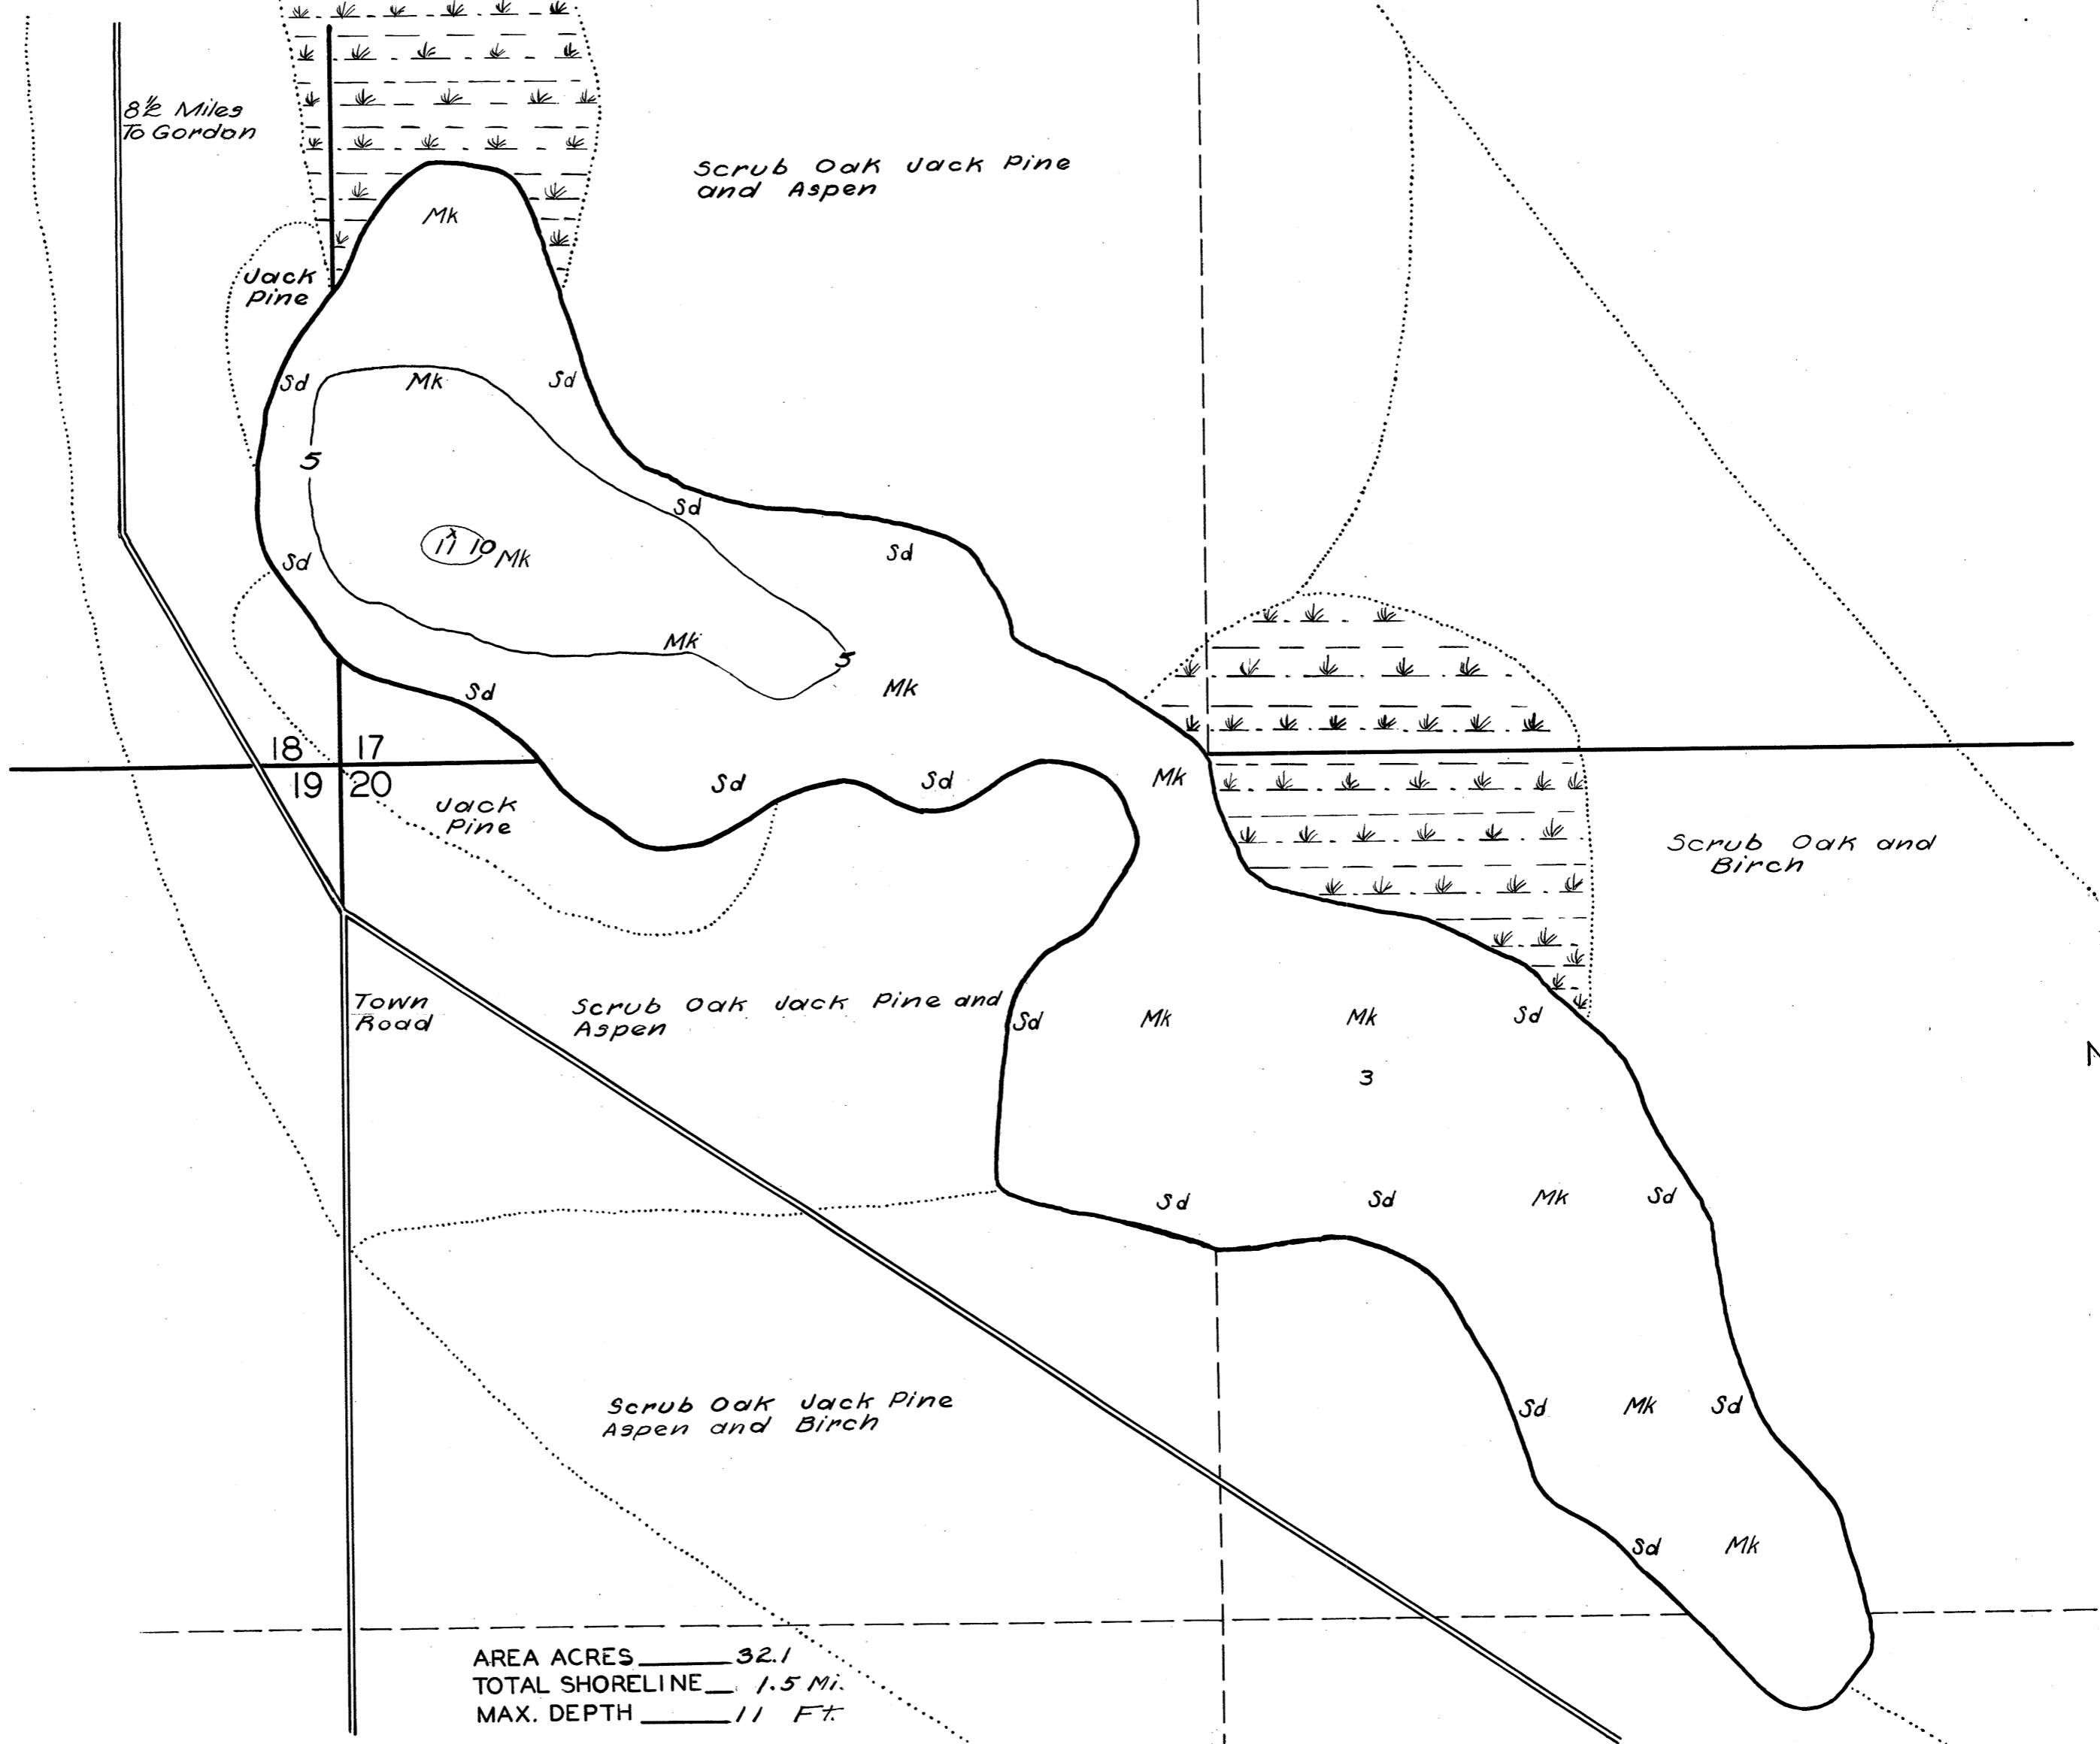 8½ Miles
To Gordon
Scrub Oak Jack Pine
and Aspen
Mk
Jack
Pine
Sd
Mk
Sd
5
Sd
11 10
x
Mk
Sd
Sd
Mk
5
Mk
Sd
18 17
19 20
Sd
Sd
Mk
Jack
Pine
Scrub Oak and
Birch
Town
Road
Scrub Oak Jack Pine and
Aspen
Sd
Mk
Mk
Sd
3
N
Sd
Sd
Mk
Sd
Scrub Oak Jack Pine
Aspen and Birch
Sd
Mk
Sd
Sd
Mk
AREA ACRES 32.1
TOTAL SHORELINE 1.5 Mi.
MAX. DEPTH 11 Ft.